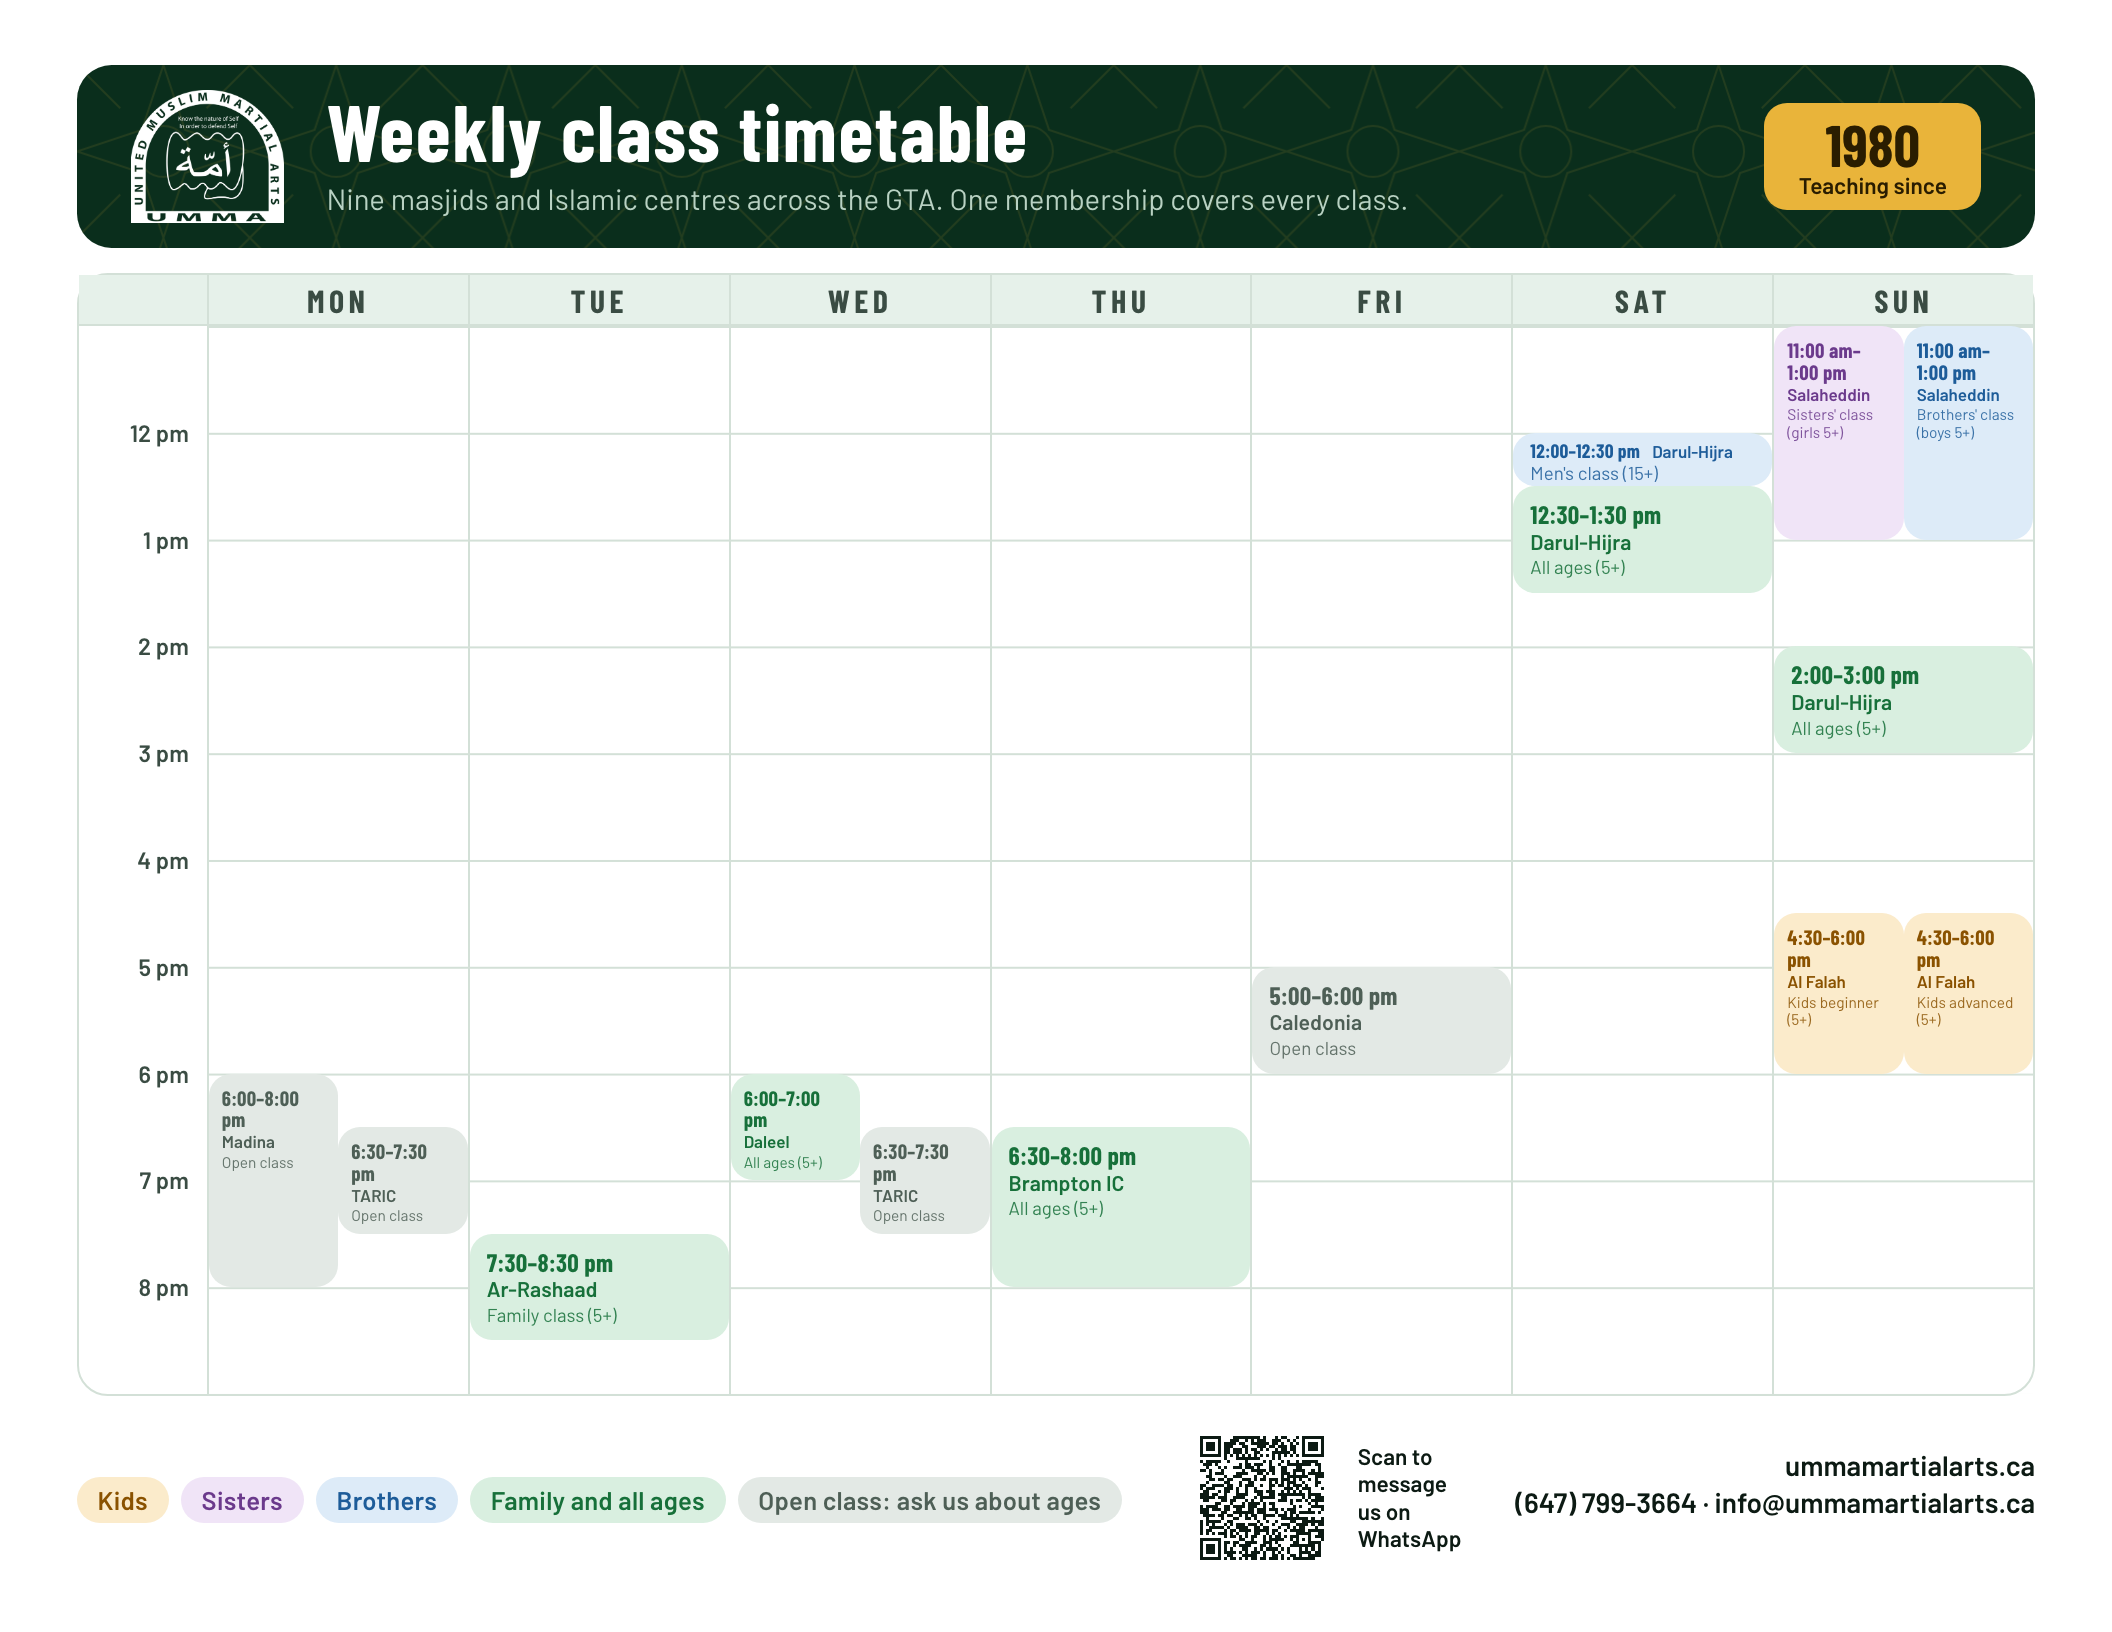 UNITED MUSLIM MARTIAL ARTS
Know the nature of Self
In order to defend Self
أمّة
UMMA
Weekly class timetable
Nine masjids and Islamic centres across the GTA. One membership covers every class.
1980
Teaching since
MON TUE WED THU FRI SAT SUN
11:00 am–
1:00 pm
Salaheddin
Sisters' class
(girls 5+)
11:00 am–
1:00 pm
Salaheddin
Brothers' class
(boys 5+)
12 pm
12:00–12:30 pm Darul-Hijra
Men's class (15+)
12:30–1:30 pm
Darul-Hijra
All ages (5+)
1 pm
2 pm
2:00–3:00 pm
Darul-Hijra
All ages (5+)
3 pm
4 pm
4:30–6:00
pm
Al Falah
Kids beginner
(5+)
4:30–6:00
pm
Al Falah
Kids advanced
(5+)
5 pm
5:00–6:00 pm
Caledonia
Open class
6 pm
6:00–8:00
pm
Madina
Open class
6:30–7:30
pm
TARIC
Open class
6:00–7:00
pm
Daleel
All ages (5+)
6:30–7:30
pm
TARIC
Open class
6:30–8:00 pm
Brampton IC
All ages (5+)
7 pm
7:30–8:30 pm
Ar-Rashaad
Family class (5+)
8 pm
Kids Sisters Brothers Family and all ages Open class: ask us about ages
Scan to
message
us on
WhatsApp
ummamartialarts.ca
(647) 799-3664 · info@ummamartialarts.ca